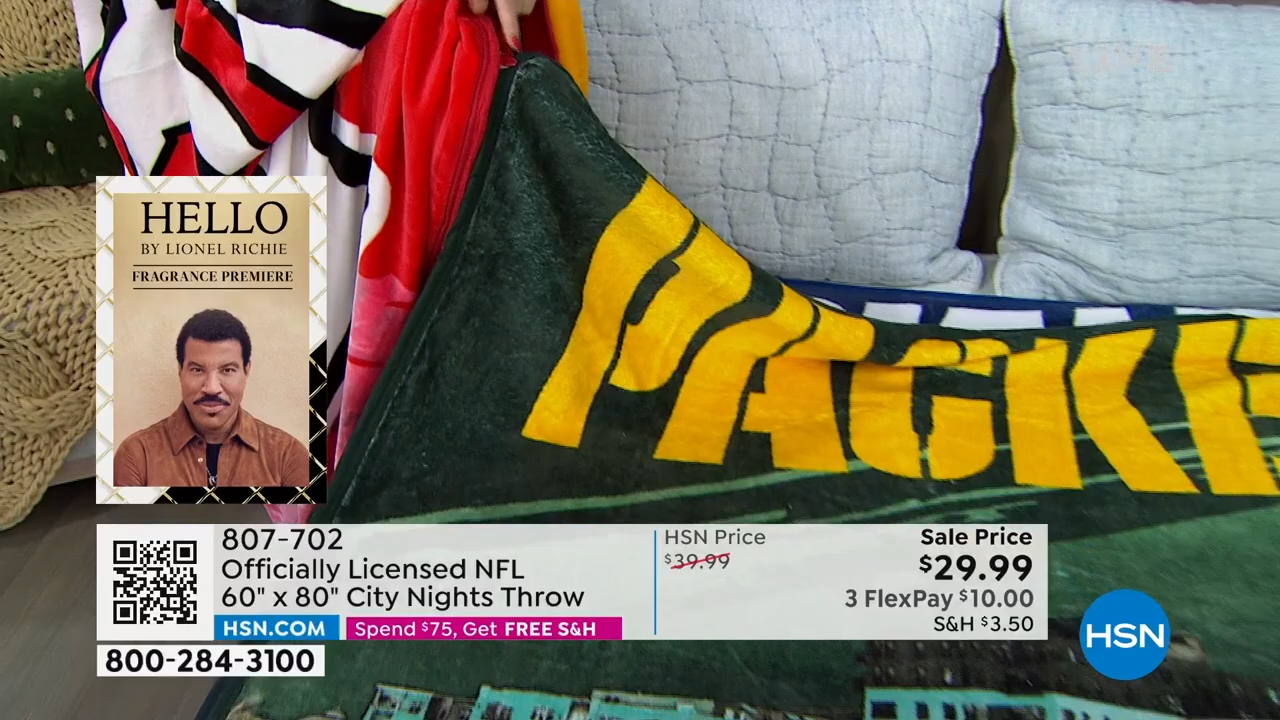 HELLO
BY LIONEL RICHIE
FRAGRANCE PREMIERE
PACKE
807-702
Officially Licensed NFL
60" x 80" City Nights Throw
HSN.COM
Spend $75, Get FREE S&H
800-284-3100
HSN Price
$39.99
Sale Price
$29.99
3 FlexPay $10.00
S&H $3.50
HSN